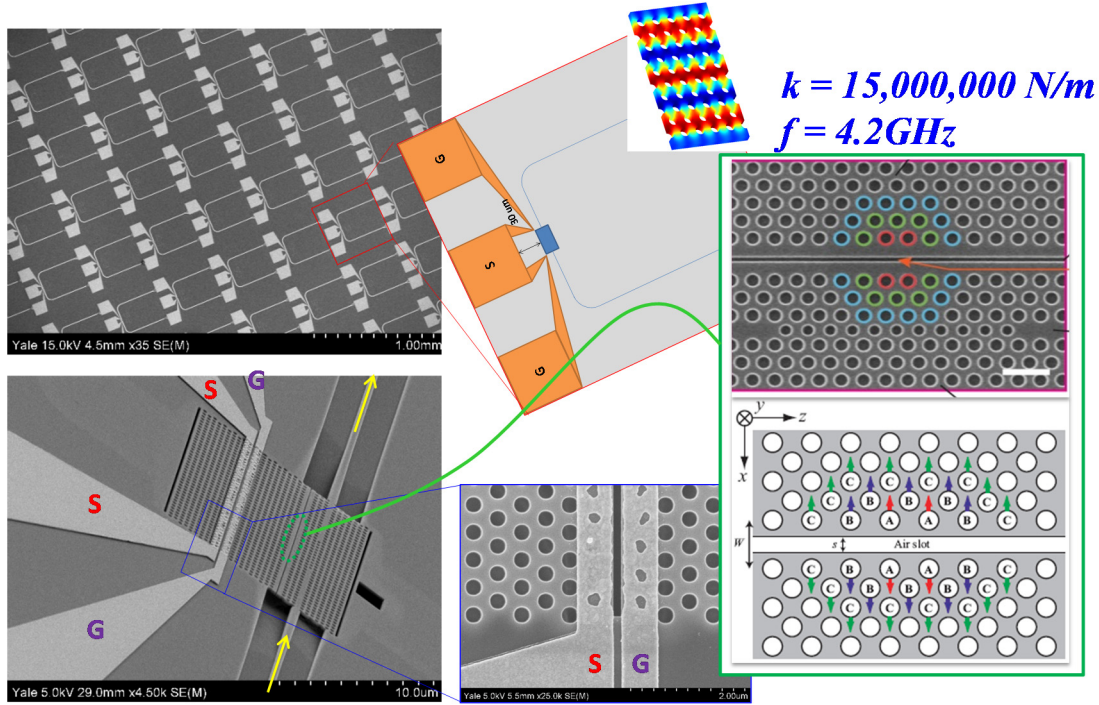 k = 15,000,000 N/m
f = 4.2GHz
G
30 um
S
G
Yale 15.0kV 4.5mm x35 SE(M)
1.00mm
S
G
S
G
Yale 5.0kV 29.0mm x4.50k SE(M)
10.0um
S
G
Yale 5.0kV 5.5mm x25.0k SE(M)
2.00um
y
z
x
C C C C
C B B B C
C B A A B C
W
s
Air slot
C B A A B C
C B B B C
C C C C